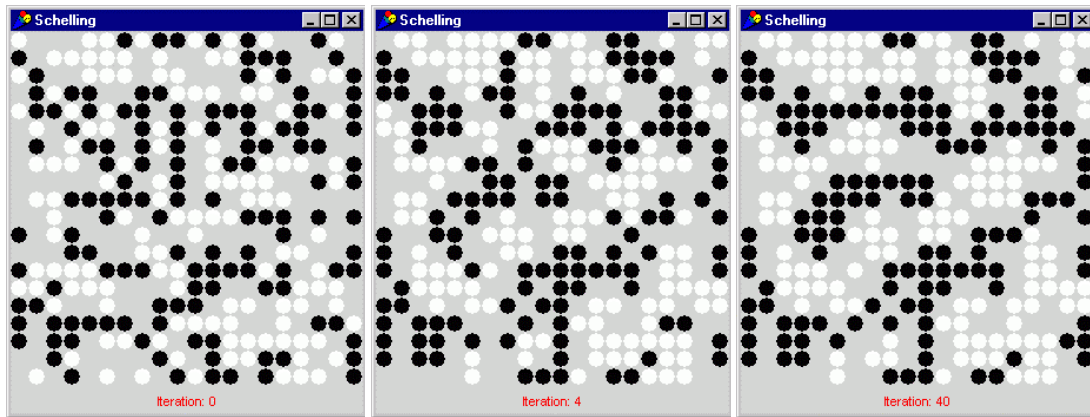 Schelling
Schelling
Schelling
Iteration: 0
Iteration: 4
Iteration: 40